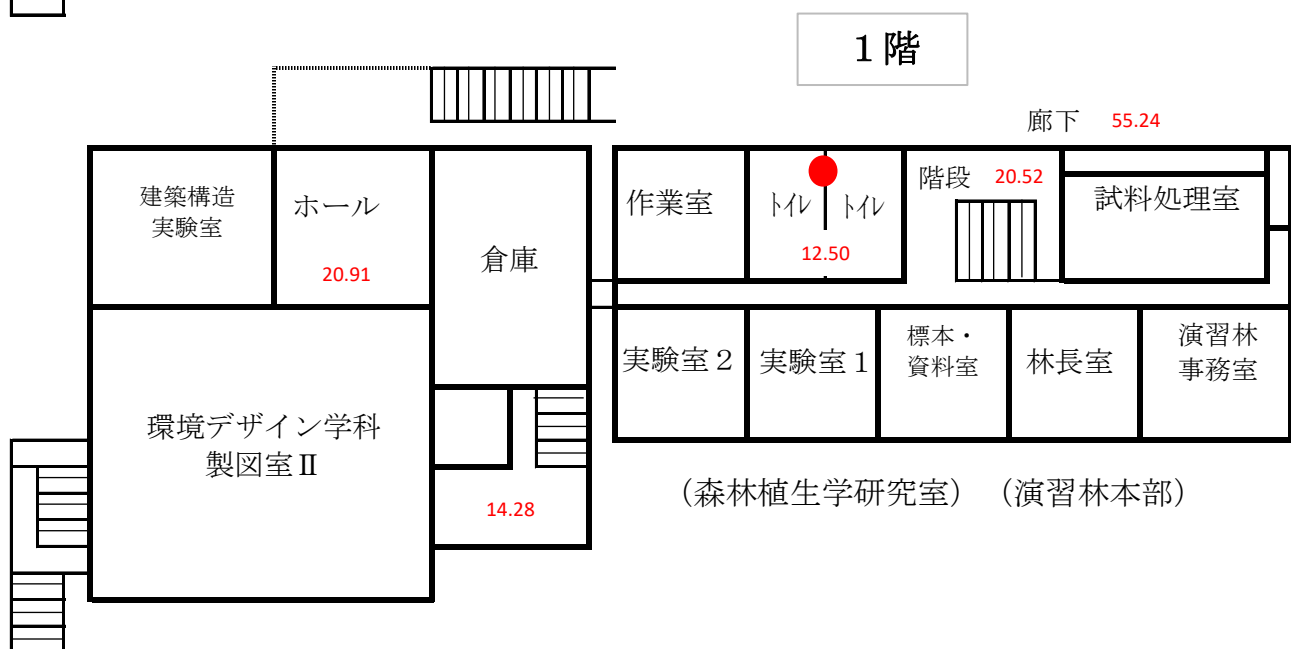 １階
廊下 55.24
建築構造
実験室
ホール
20.91
倉庫
作業室
ﾄｲﾚ ﾄｲﾚ
12.50
階段 20.52
試料処理室
環境デザイン学科
製図室Ⅱ
14.28
実験室２
実験室１
標本・
資料室
林長室
演習林
事務室
（森林植生学研究室）（演習林本部）